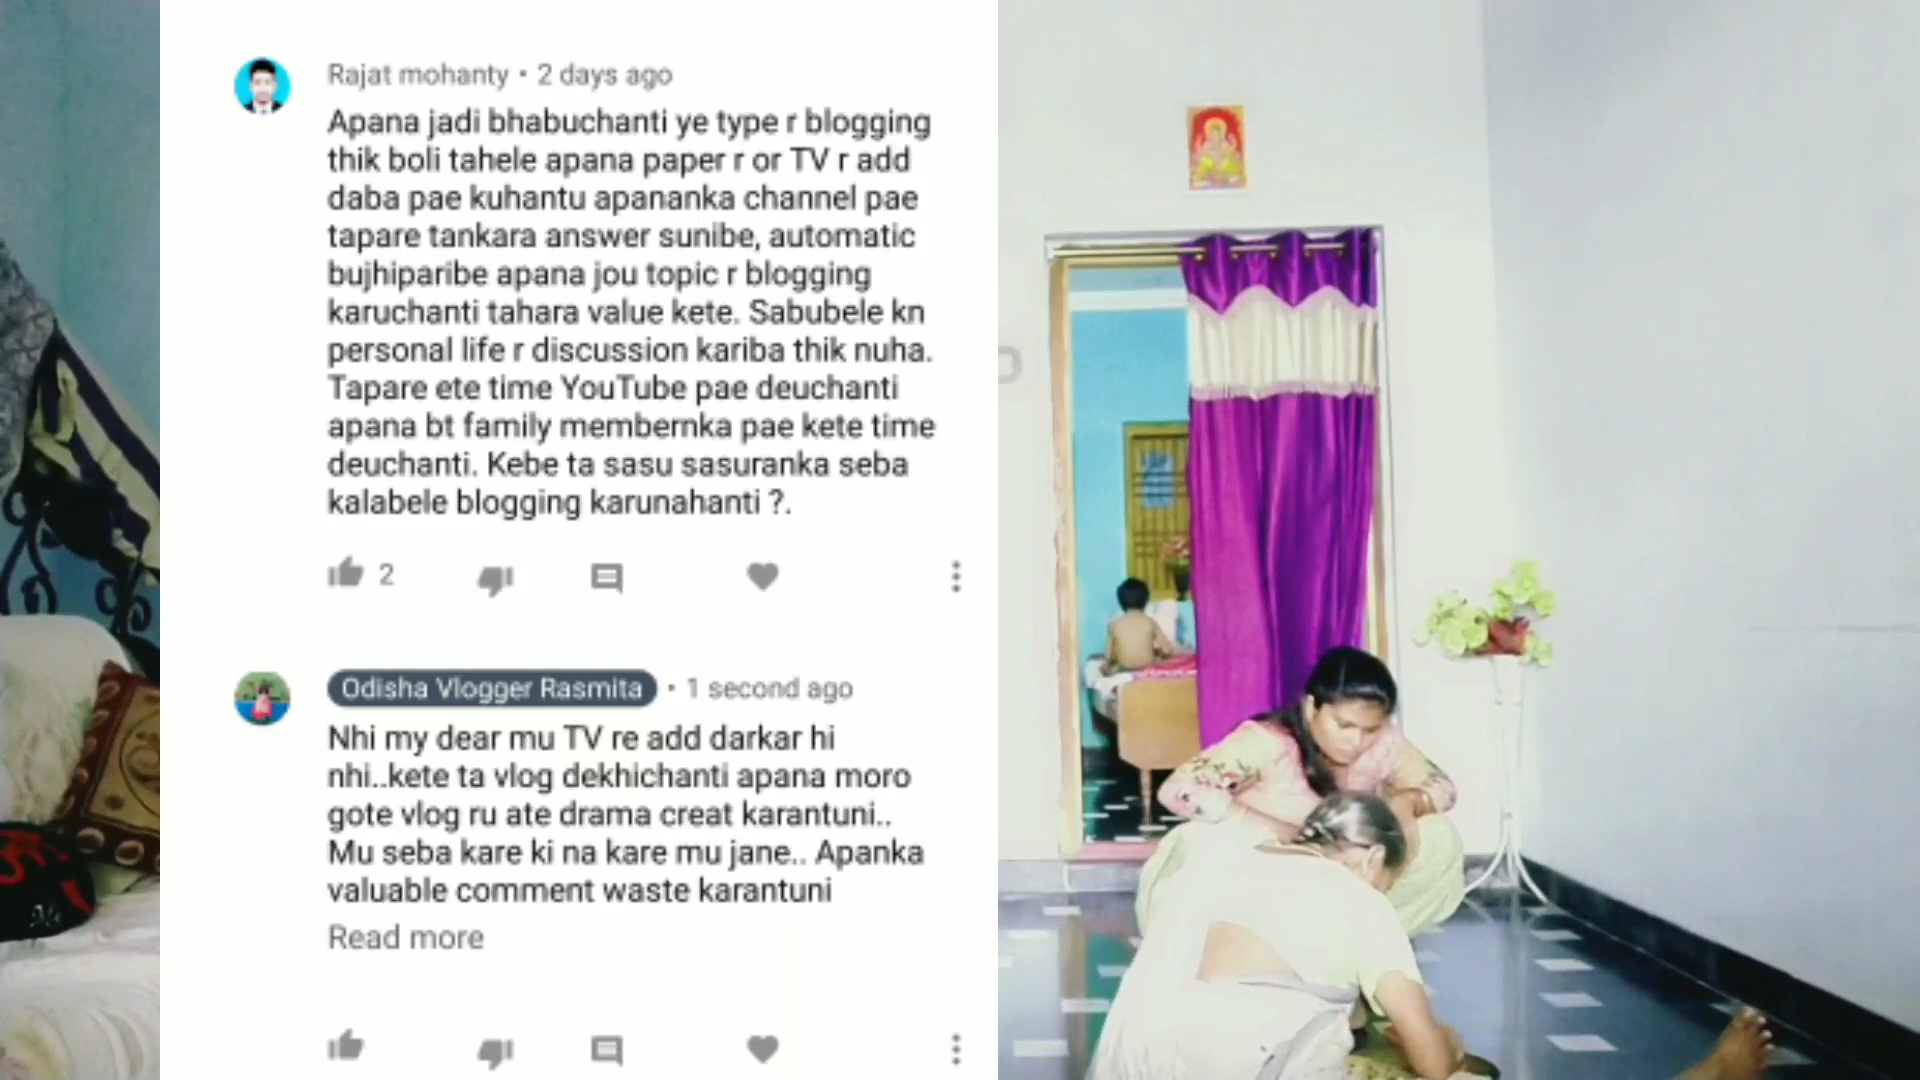 Rajat mohanty • 2 days ago
Apana jadi bhabuchanti ye type r blogging
thik boli tahele apana paper r or TV r add
daba pae kuhantu apananka channel pae
tapare tankara answer sunibe, automatic
bujhiparibe apana jou topic r blogging
karuchanti tahara value kete. Sabubele kn
personal life r discussion kariba thik nuha.
Tapare ete time YouTube pae deuchanti
apana bt family membernka pae kete time
deuchanti. Kebe ta sasu sasuranka seba
kalabele blogging karunahanti ?.
2
Odisha Vlogger Rasmita • 1 second ago
Nhi my dear mu TV re add darkar hi
nhi..kete ta vlog dekhichanti apana moro
gote vlog ru ate drama creat karantuni..
Mu seba kare ki na kare mu jane.. Apanka
valuable comment waste karantuni
Read more